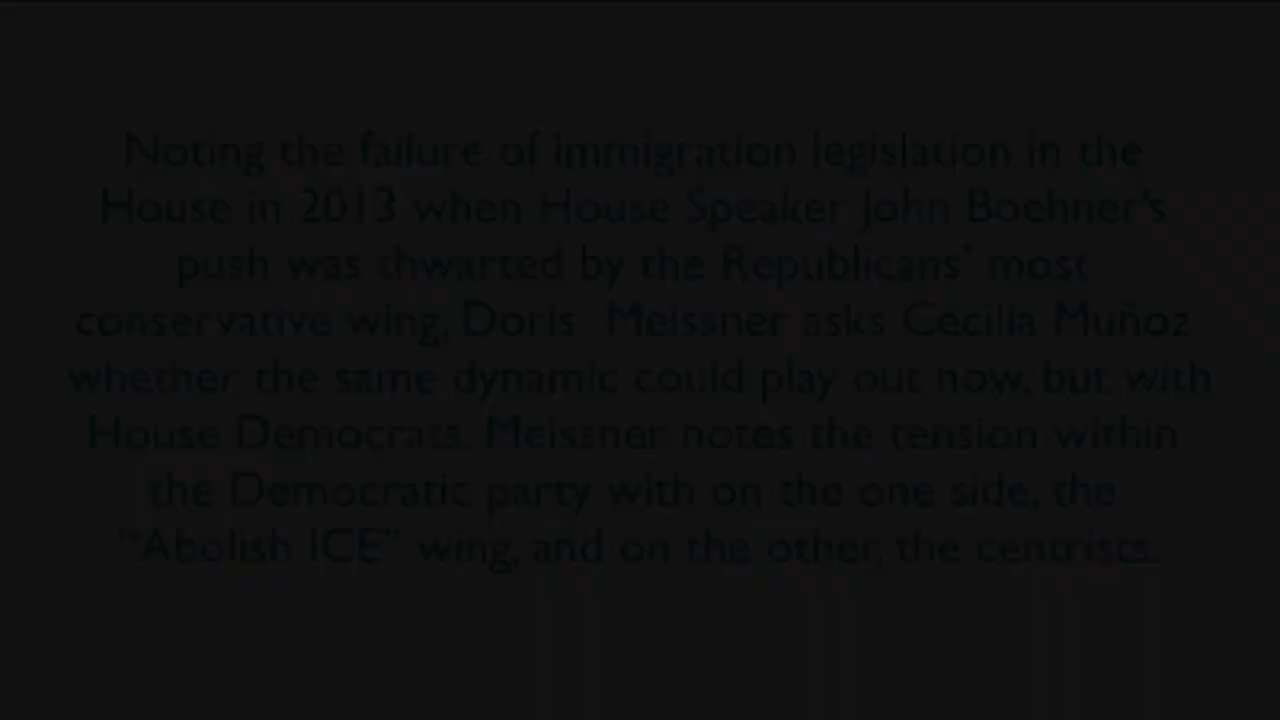 Noting the failure of immigration legislation in the
House in 2013 when House Speaker John Boehner's
push was thwarted by the Republicans' most
conservative wing, Doris  Meissner asks Cecilia Muñoz
whether the same dynamic could play out now, but with
House Democrats. Meissner notes the tension within
the Democratic party with on the one side, the
“Abolish ICE” wing, and on the other, the centrists.